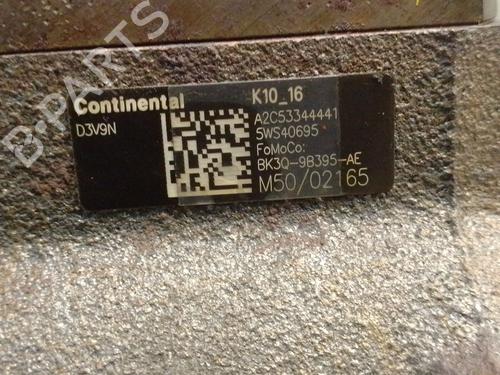 Continental
K10_16
D3V9N
A2C53344441
5WS40695
FoMoCo:
BK3Q-9B395-AE
M50/02165
B-PARTS